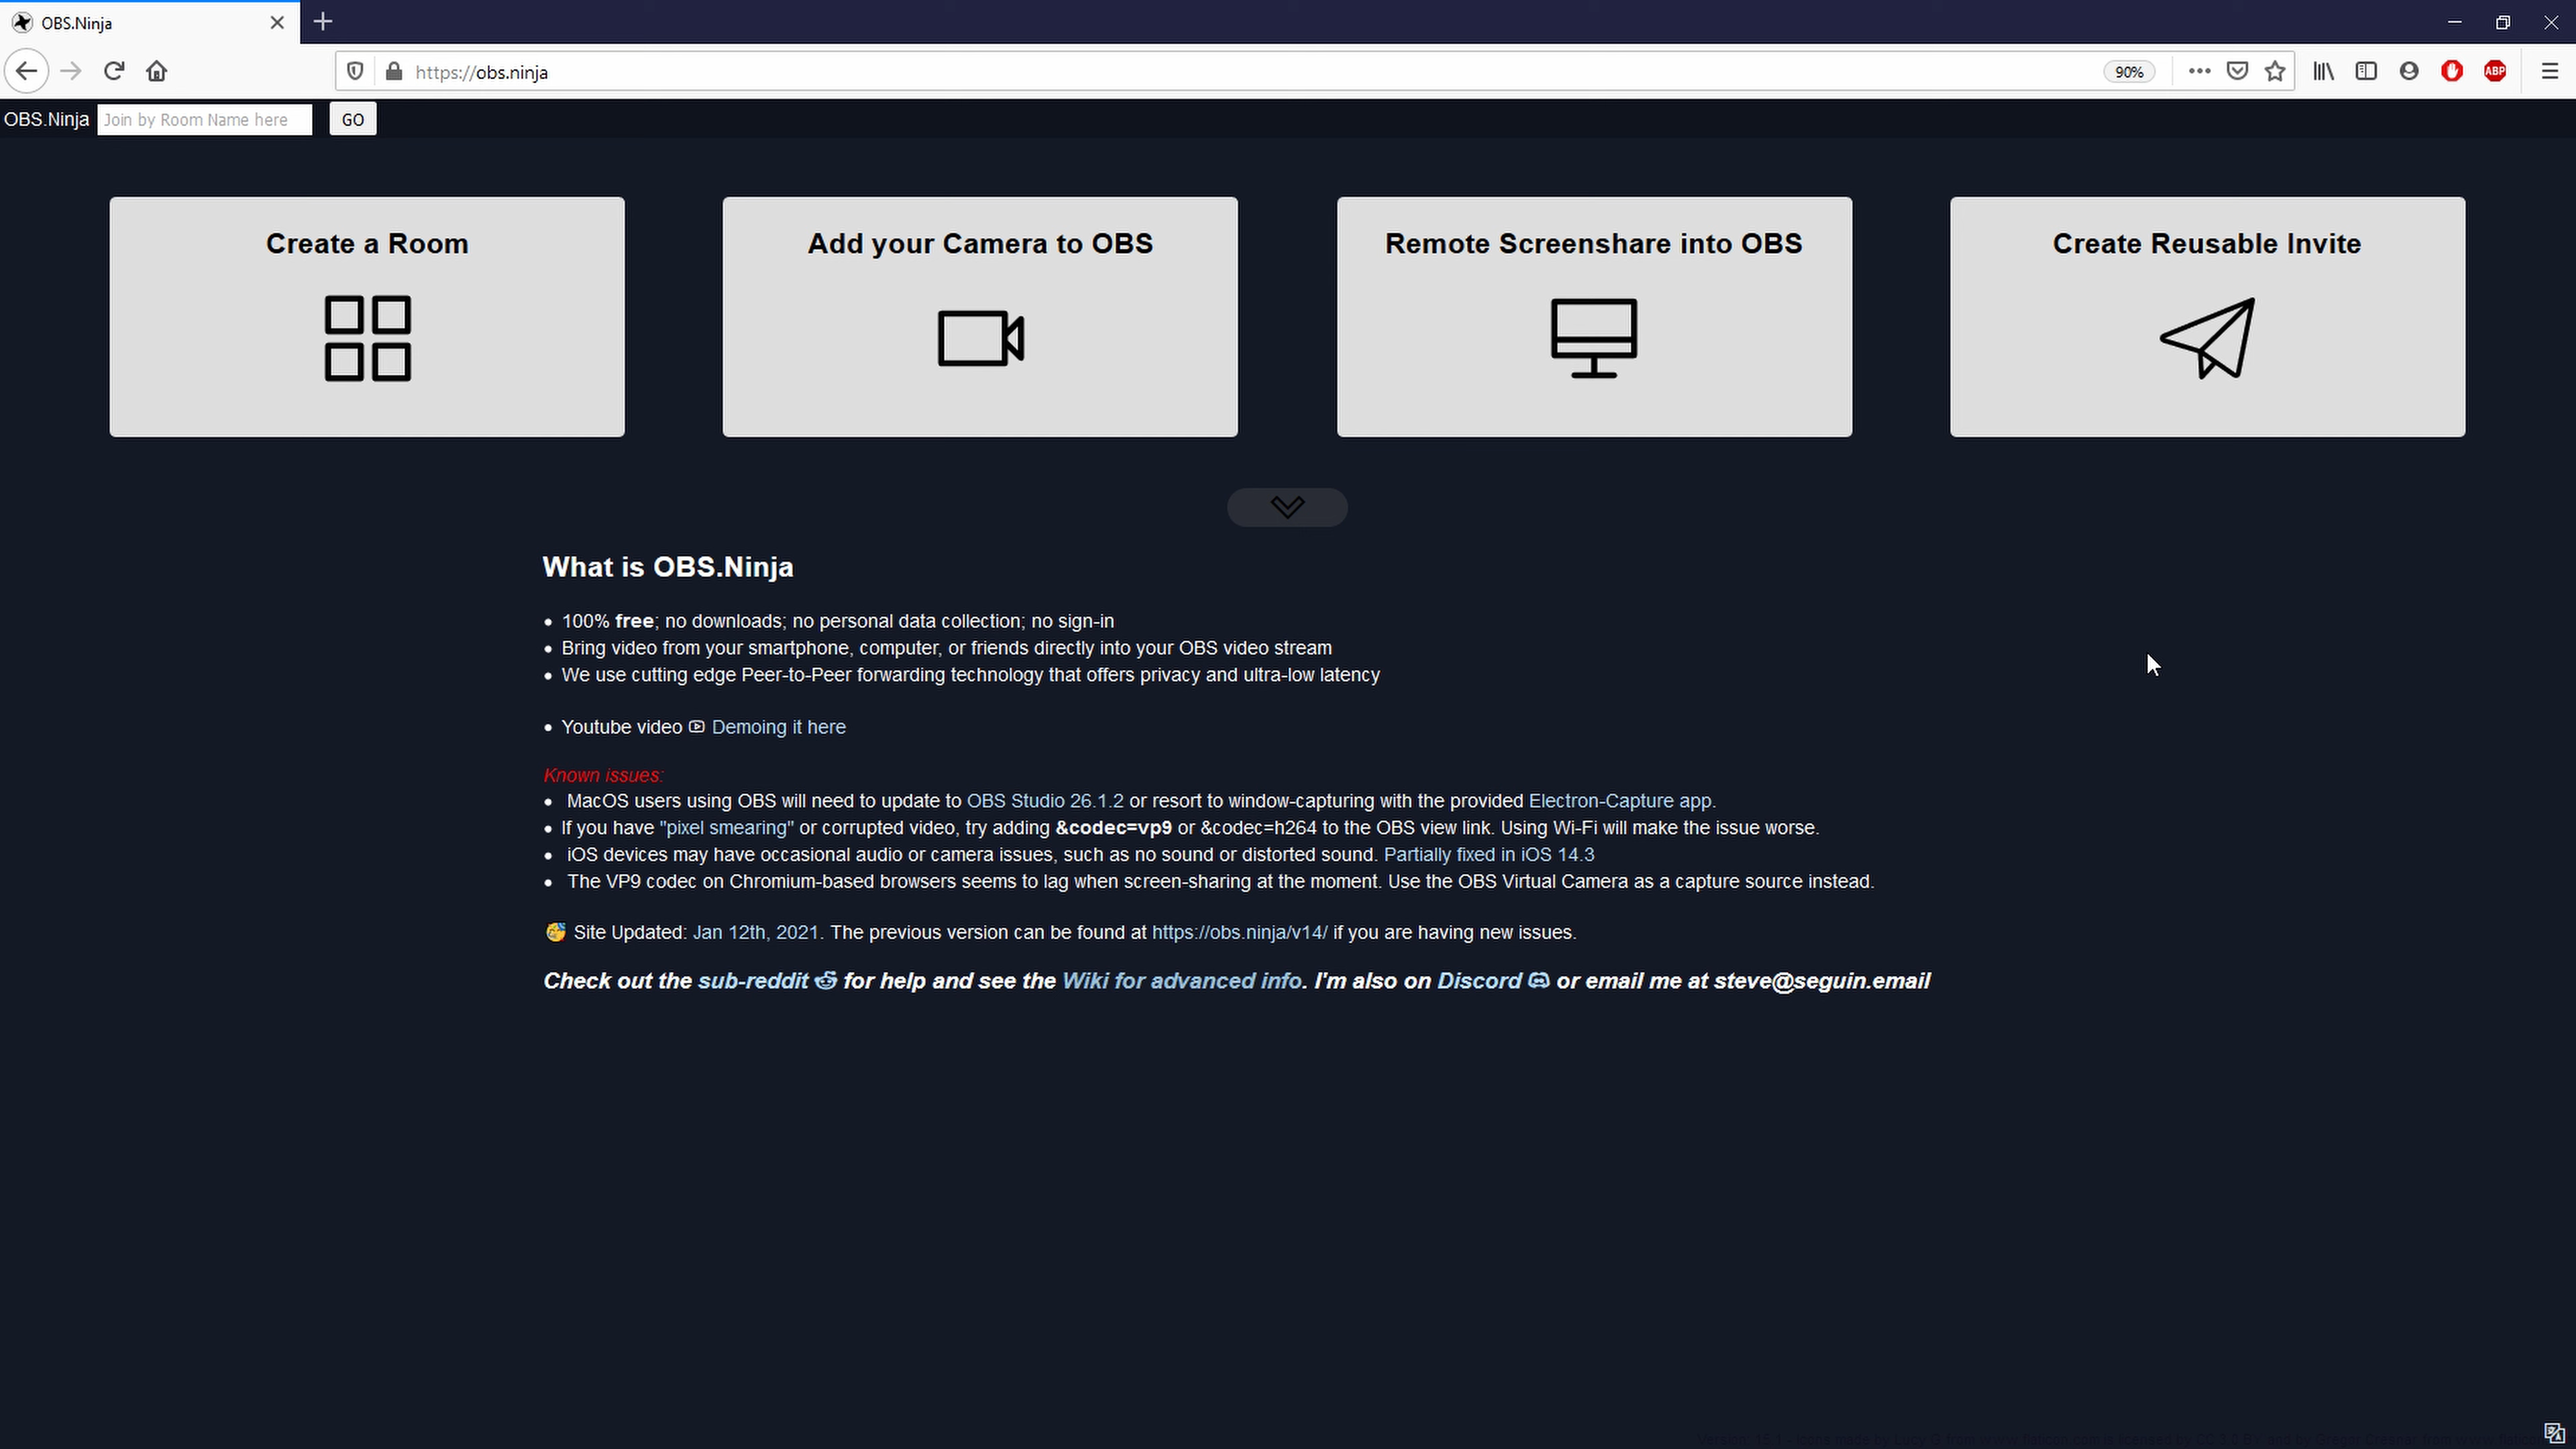 OBS.Ninja
https://obs.ninja
90%
ABP
OBS.Ninja Join by Room Name here GO
Create a Room
Add your Camera to OBS
Remote Screenshare into OBS
Create Reusable Invite
What is OBS.Ninja
• 100% free; no downloads; no personal data collection; no sign-in
• Bring video from your smartphone, computer, or friends directly into your OBS video stream
• We use cutting edge Peer-to-Peer forwarding technology that offers privacy and ultra-low latency
• Youtube video Demoing it here
Known issues:
• MacOS users using OBS will need to update to OBS Studio 26.1.2 or resort to window-capturing with the provided Electron-Capture app.
• If you have "pixel smearing" or corrupted video, try adding &codec=vp9 or &codec=h264 to the OBS view link. Using Wi-Fi will make the issue worse.
• iOS devices may have occasional audio or camera issues, such as no sound or distorted sound. Partially fixed in iOS 14.3
• The VP9 codec on Chromium-based browsers seems to lag when screen-sharing at the moment. Use the OBS Virtual Camera as a capture source instead.
🥳 Site Updated: Jan 12th, 2021. The previous version can be found at https://obs.ninja/v14/ if you are having new issues.
Check out the sub-reddit for help and see the Wiki for advanced info. I'm also on Discord or email me at steve@seguin.email